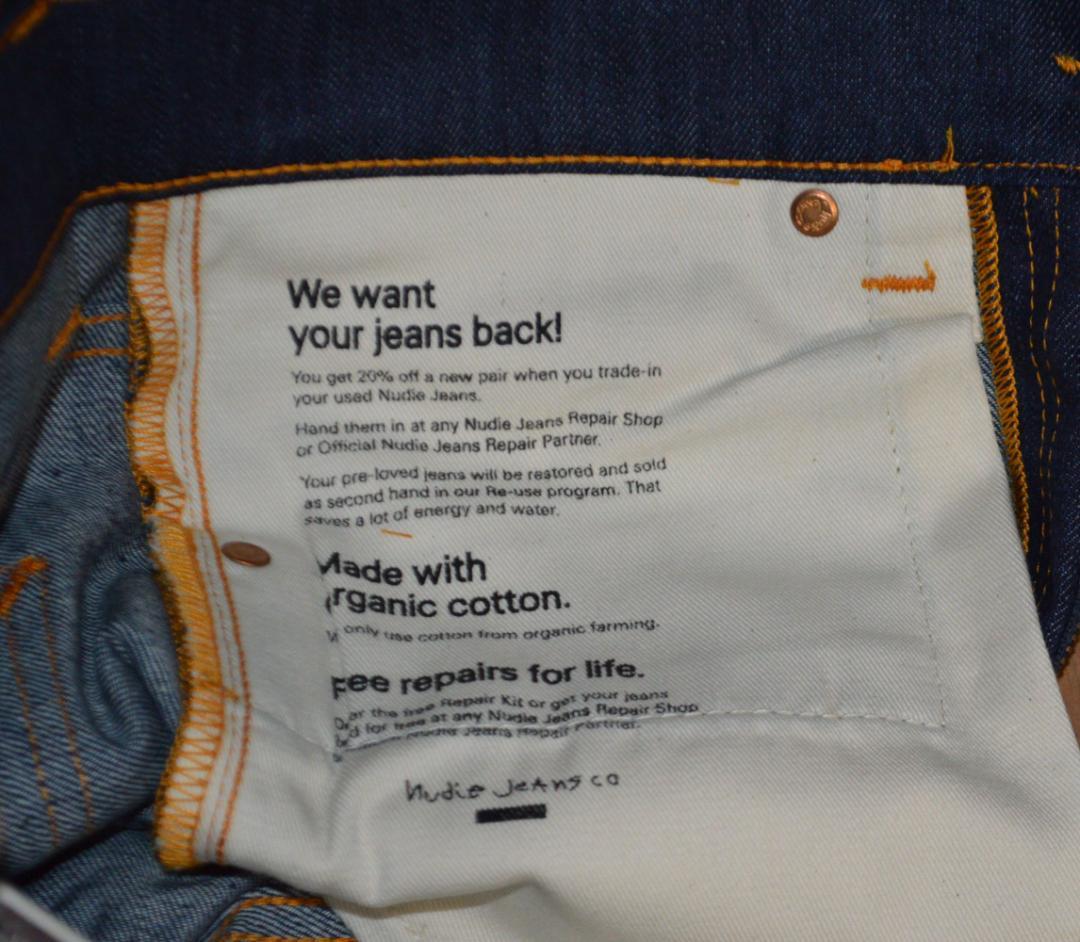 We want
your jeans back!
You get 20% off a new pair when you trade-in
your used Nudie Jeans.
Hand them in at any Nudie Jeans Repair Shop
or Official Nudie Jeans Repair Partner.
Your pre-loved jeans will be restored and sold
as second hand in our Re-use program. That
saves a lot of energy and water.
Made with
rganic cotton.
only use cotton from organic farming.
Free repairs for life.
the free Repair Kit or get your jeans
for free at any Nudie Jeans Repair Shop
Nudie Jeans Repair Partner.
Nudie Jeans co